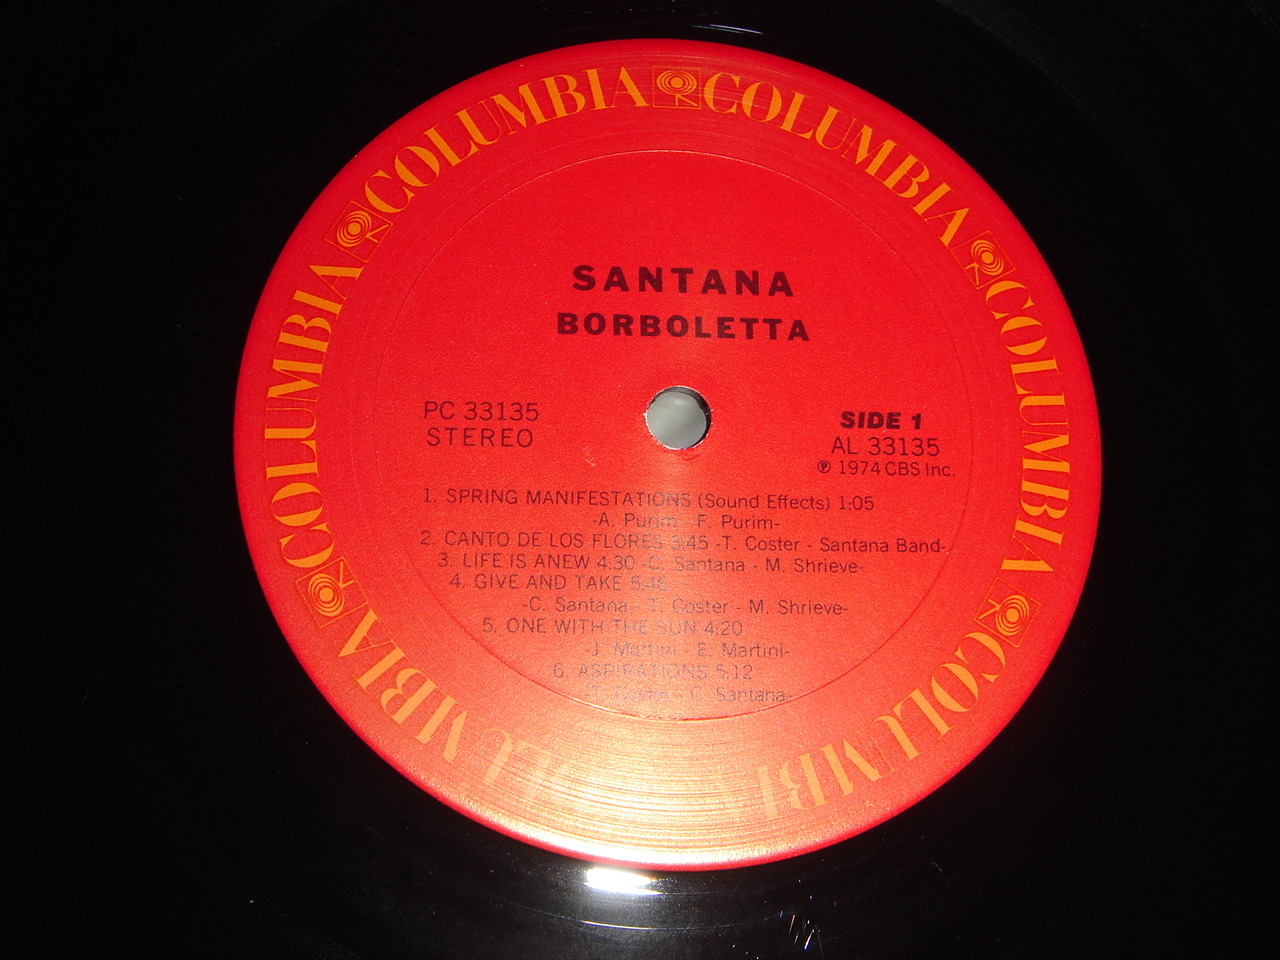 COLUMBIA COLUMBIA COLUMBIA COLUMBIA COLUMBIA COLUMBIA
SANTANA
BORBOLETTA
PC 33135
STEREO
SIDE 1
AL 33135
℗ 1974 CBS Inc.
1. SPRING MANIFESTATIONS (Sound Effects) 1:05
-A. Purim - F. Purim-
2. CANTO DE LOS FLORES 3:45 -T. Coster - Santana Band-
3. LIFE IS ANEW 4:30 -C. Santana - M. Shrieve-
4. GIVE AND TAKE 5:46
-C. Santana - T. Coster - M. Shrieve-
5. ONE WITH THE SUN 4:20
-J. Martini - E. Martini-
6. ASPIRATIONS 5:12
-T. Coster - C. Santana-